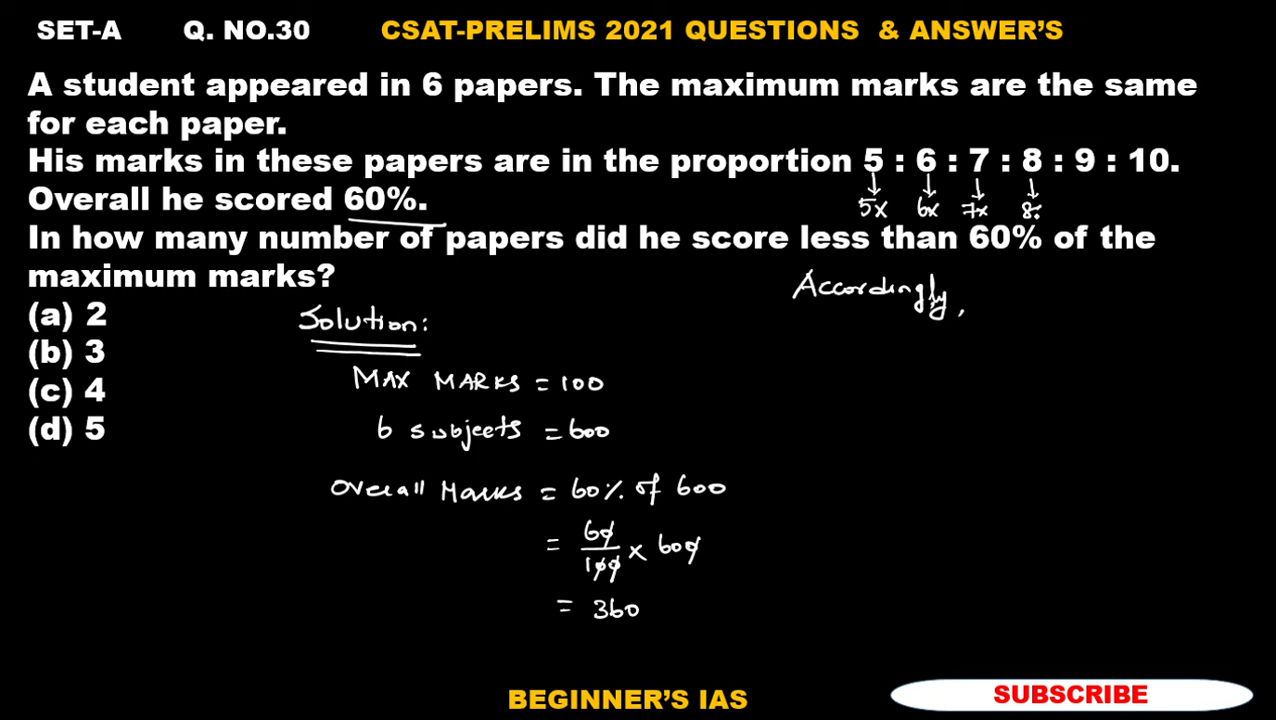 SET-A Q. NO.30 CSAT-PRELIMS 2021 QUESTIONS & ANSWER'S
A student appeared in 6 papers. The maximum marks are the same
for each paper.
His marks in these papers are in the proportion 5 : 6 : 7 : 8 : 9 : 10.
Overall he scored 60%.
5x 6x 7x 8:
In how many number of papers did he score less than 60% of the
maximum marks?
(a) 2
(b) 3
(c) 4
(d) 5
Solution:
MAX MARKS = 100
6 subjects = 600
Overall Marks = 60% of 600
= 60/100 x 600
= 360
Accordingly,
BEGINNER'S IAS
SUBSCRIBE